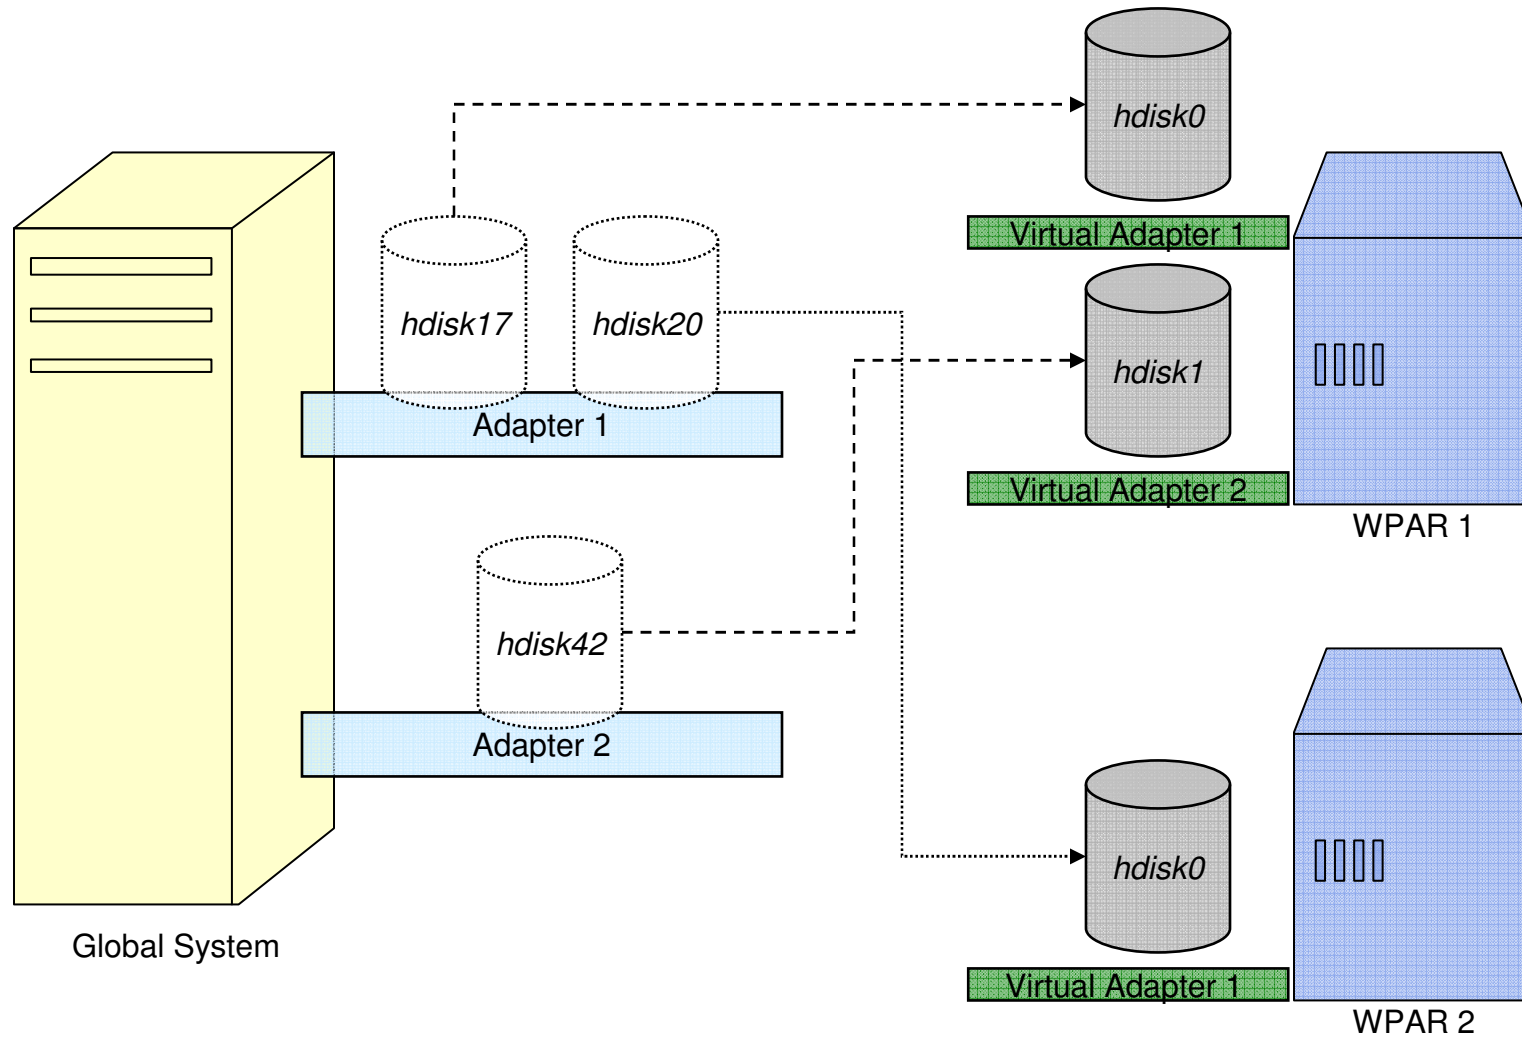 hdisk0
Virtual Adapter 1
hdisk17
hdisk20
hdisk1
Adapter 1
Virtual Adapter 2
WPAR 1
hdisk42
Adapter 2
hdisk0
Global System
Virtual Adapter 1
WPAR 2